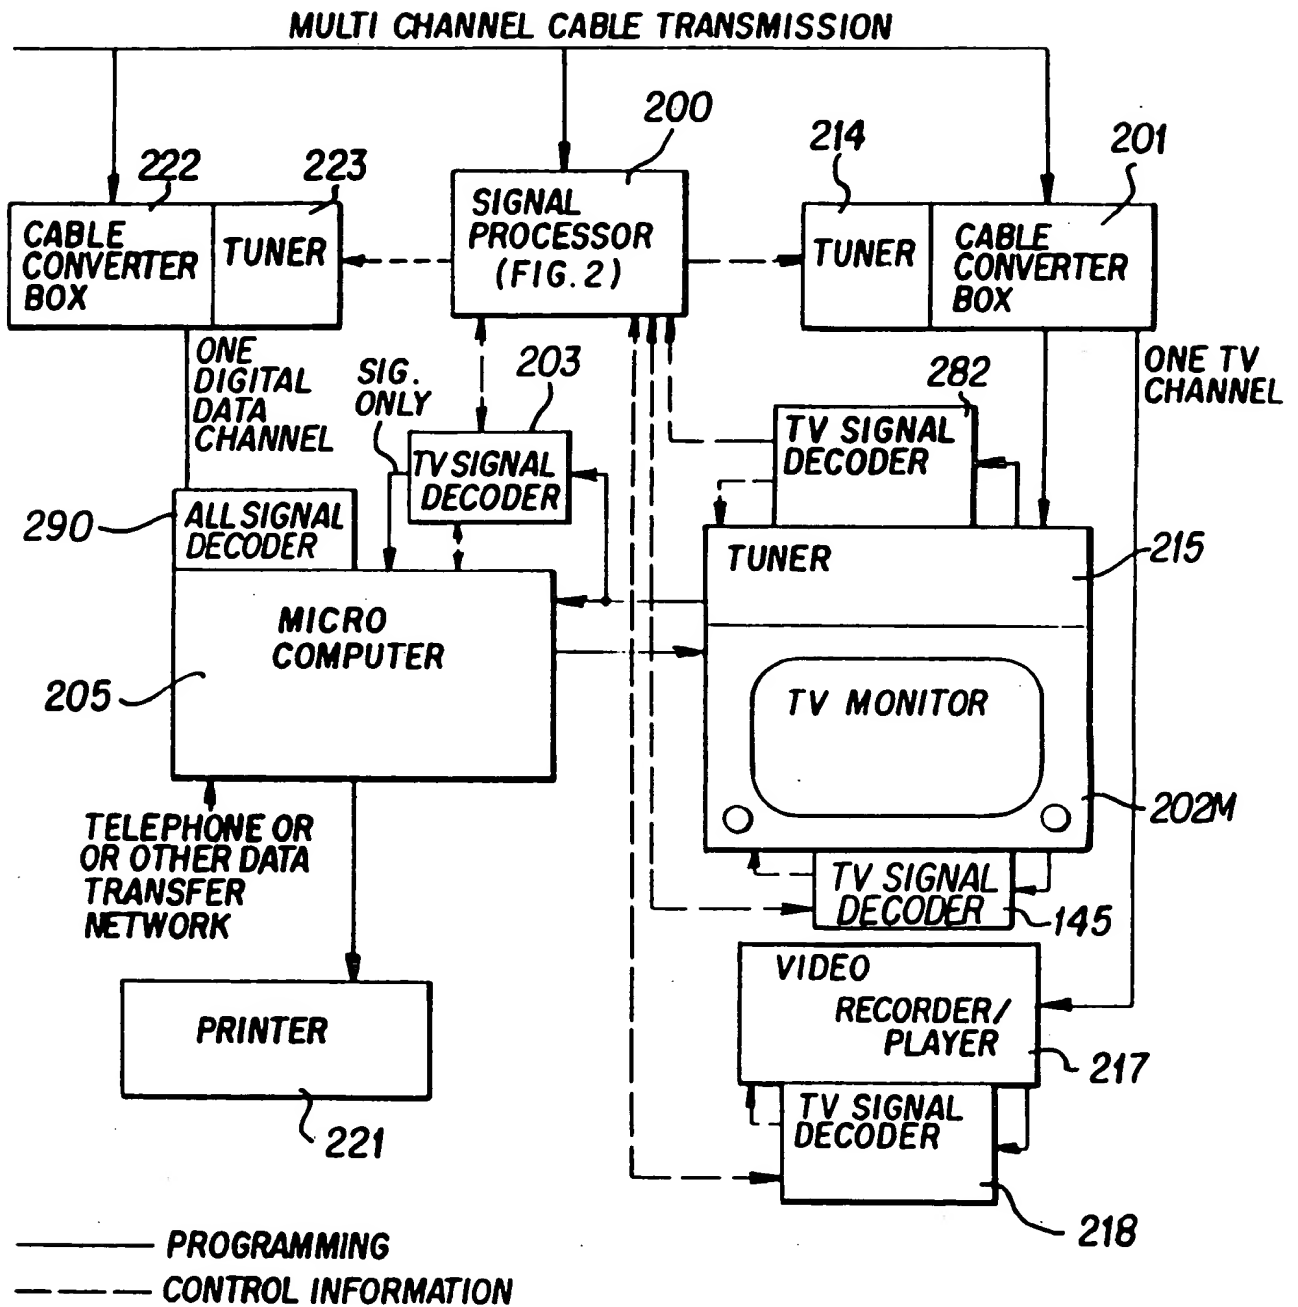 MULTI CHANNEL CABLE TRANSMISSION
200
222
223
214
201
CABLE
CONVERTER
BOX
TUNER
SIGNAL
PROCESSOR
(FIG. 2)
TUNER
CABLE
CONVERTER
BOX
ONE
DIGITAL
DATA
CHANNEL
SIG.
ONLY
203
282
ONE TV
CHANNEL
TV SIGNAL
DECODER
TV SIGNAL
DECODER
290
ALL SIGNAL
DECODER
TUNER
215
MICRO
COMPUTER
205
TV MONITOR
202M
TELEPHONE OR
OR OTHER DATA
TRANSFER
NETWORK
TV SIGNAL
DECODER
145
VIDEO
RECORDER/
PLAYER
217
PRINTER
221
TV SIGNAL
DECODER
218
PROGRAMMING
CONTROL INFORMATION